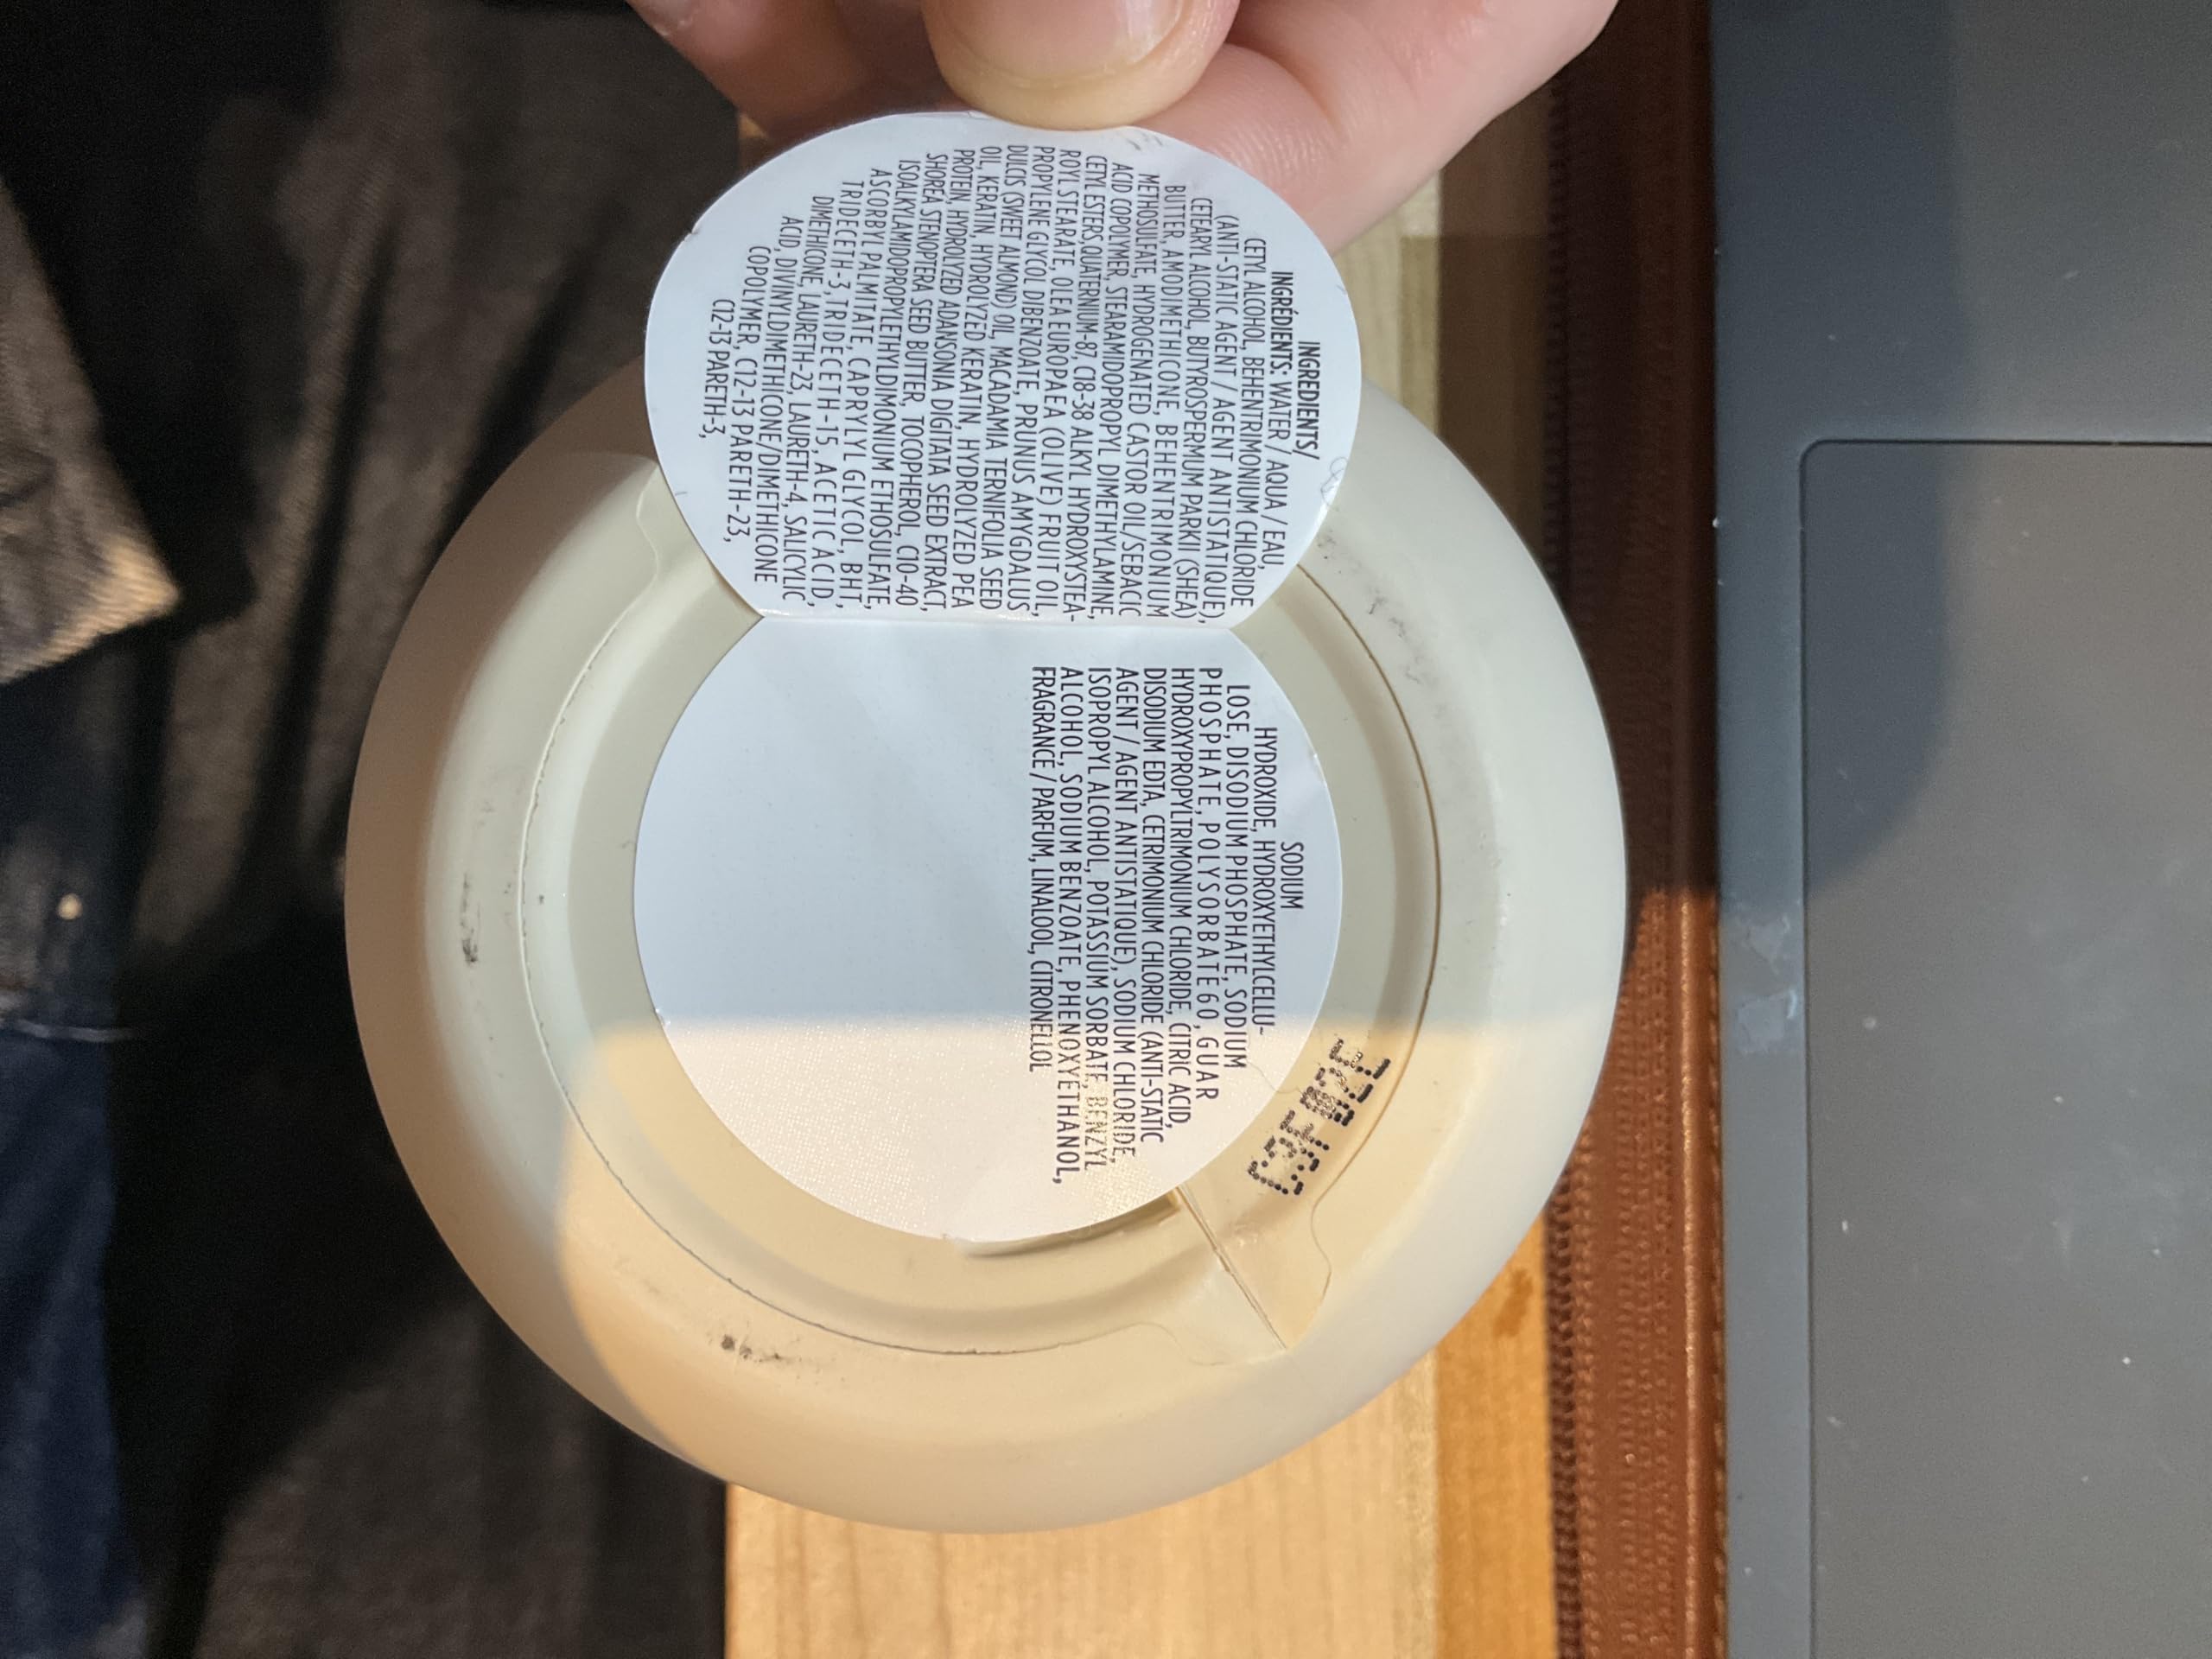 INGREDIENTS/
INGRÉDIENTS: WATER / AQUA / EAU,
CETYL ALCOHOL, BEHENTRIMONIUM CHLORIDE
(ANTI-STATIC AGENT / AGENT ANTISTATIQUE),
CETEARYL ALCOHOL, BUTYROSPERMUM PARKII (SHEA)
BUTTER, AMODIMETHICONE, BEHENTRIMONIUM
METHOSULFATE, HYDROGENATED CASTOR OIL/SEBACIC
ACID COPOLYMER, STEARAMIDOPROPYL DIMETHYLAMINE,
CETYL ESTERS,QUATERNIUM-87, C18-38 ALKYL HYDROXYSTEA-
ROYL STEARATE, OLEA EUROPAEA (OLIVE) FRUIT OIL,
PROPYLENE GLYCOL DIBENZOATE, PRUNUS AMYGDALUS
DULCIS (SWEET ALMOND) OIL, MACADAMIA TERNIFOLIA SEED
OIL, KERATIN, HYDROLYZED KERATIN, HYDROLYZED PEA
PROTEIN, HYDROLYZED ADANSONIA DIGITATA SEED EXTRACT,
SHOREA STENOPTERA SEED BUTTER, TOCOPHEROL, C10-40
ISOALKYLAMIDOPROPYLETHYLDIMONIUM ETHOSULFATE,
ASCORBYL PALMITATE, CAPRYLYL GLYCOL, BHT,
TRIDECETH-3, TRIDECETH-15, ACETIC ACID,
DIMETHICONE, LAURETH-23, LAURETH-4, SALICYLIC
ACID, DIVINYLDIMETHICONE/DIMETHICONE
COPOLYMER, C12-13 PARETH-23,
C12-13 PARETH-3,
SODIUM
HYDROXIDE, HYDROXYETHYLCELLU-
LOSE, DISODIUM PHOSPHATE, SODIUM
PHOSPHATE, POLYSORBATE 60, GUAR
HYDROXYPROPYLTRIMONIUM CHLORIDE, CITRIC ACID,
DISODIUM EDTA, CETRIMONIUM CHLORIDE (ANTI-STATIC
AGENT / AGENT ANTISTATIQUE), SODIUM CHLORIDE,
ISOPROPYL ALCOHOL, POTASSIUM SORBATE, BENZYL
ALCOHOL, SODIUM BENZOATE, PHENOXYETHANOL,
FRAGRANCE / PARFUM, LINALOOL, CITRONELLOL